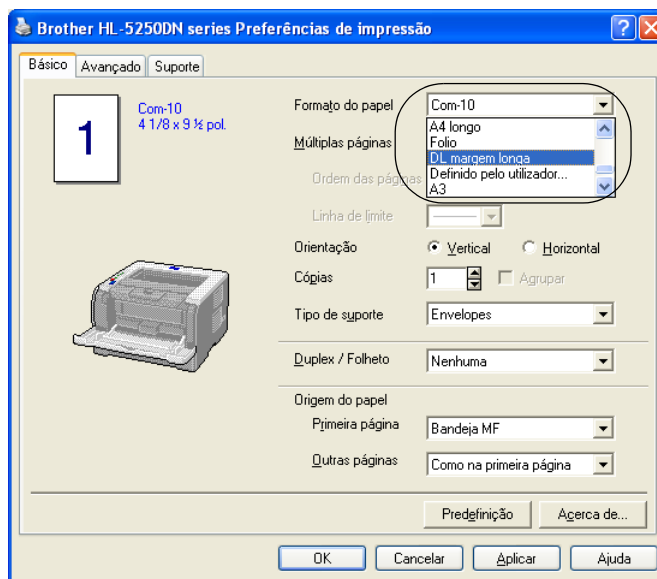 Brother HL-5250DN series Preferências de impressão
Básico Avançado Suporte
1
Com-10
4 1/8 x 9 ½ pol.
Formato do papel Com-10
A4 longo
Folio
DL margem longa
Definido pelo utilizador...
A3
Múltiplas páginas
Ordem das páginas
Linha de limite
Orientação Vertical Horizontal
Cópias 1 Agrupar
Tipo de suporte Envelopes
Duplex / Folheto Nenhuma
Origem do papel
Primeira página Bandeja MF
Outras páginas Como na primeira página
Predefinição Acerca de...
OK Cancelar Aplicar Ajuda